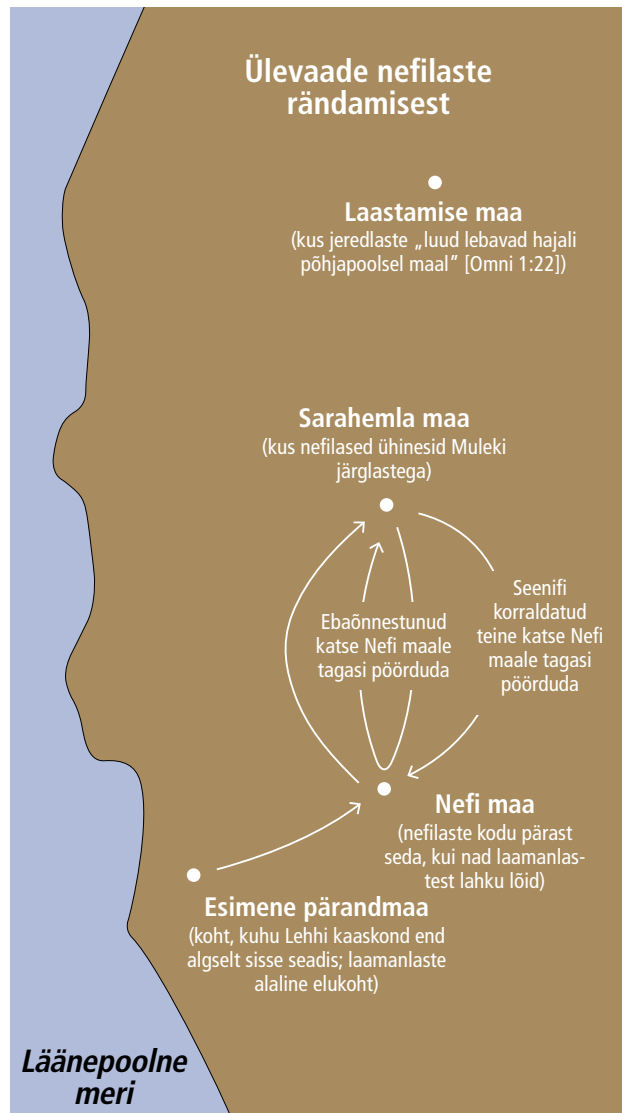 Ülevaade nefilaste
rändamisest
Laastamise maa
(kus jeredlaste „luud lebavad hajali
põhjapoolsel maal” [Omni 1:22])
Sarahemla maa
(kus nefilased ühinesid Muleki
järglastega)
Ebaõnnestunud
katse Nefi maale
tagasi pöörduda
Seenifi
korraldatud
teine katse Nefi
maale tagasi
pöörduda
Nefi maa
(nefilaste kodu pärast
seda, kui nad laamanlas-
test lahku lõid)
Esimene pärandmaa
(koht, kuhu Lehhi kaaskond end
algselt sisse seadis; laamanlaste
alaline elukoht)
Läänepoolne
meri